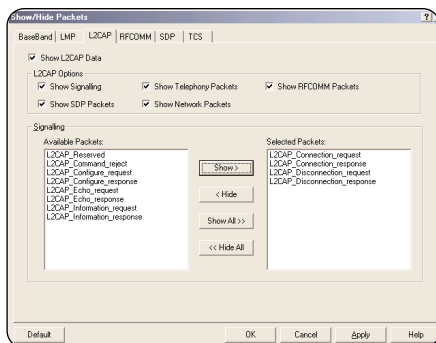 Show/Hide Packets
?
BaseBand LMP L2CAP RFCOMM SDP TCS
Show L2CAP Data
L2CAP Options
Show Signalling Show Telephony Packets Show RFCOMM Packets
Show SDP Packets Show Network Packets
Signalling
Available Packets:
L2CAP_Reserved
L2CAP_Command_reject
L2CAP_Configure_request
L2CAP_Configure_response
L2CAP_Echo_request
L2CAP_Echo_response
L2CAP_Information_request
L2CAP_Information_response
Show >
< Hide
Show All >>
<< Hide All
Selected Packets:
L2CAP_Connection_request
L2CAP_Connection_response
L2CAP_Disconnection_request
L2CAP_Disconnection_response
Default OK Cancel Apply Help